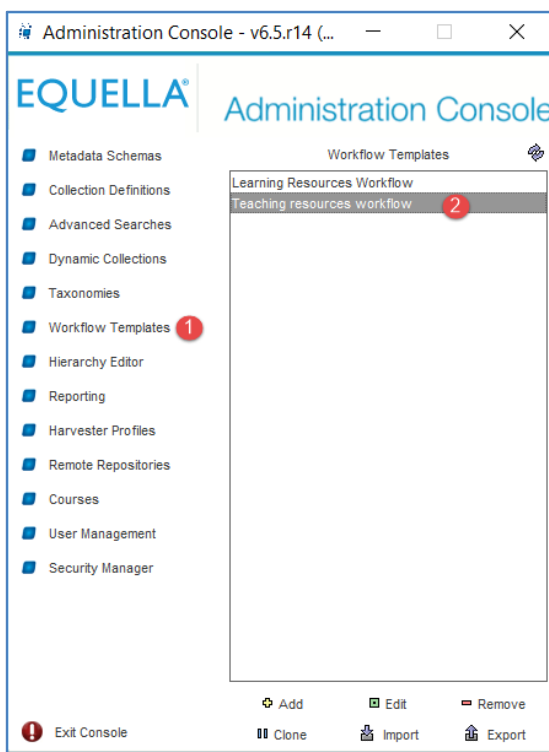 Administration Console - v6.5.r14 (...
EQUELLA®
Administration Console
Metadata Schemas
Collection Definitions
Advanced Searches
Dynamic Collections
Taxonomies
Workflow Templates 1
Hierarchy Editor
Reporting
Harvester Profiles
Remote Repositories
Courses
User Management
Security Manager
Exit Console
Workflow Templates
Learning Resources Workflow
Teaching resources workflow 2
Add Edit Remove
Clone Import Export